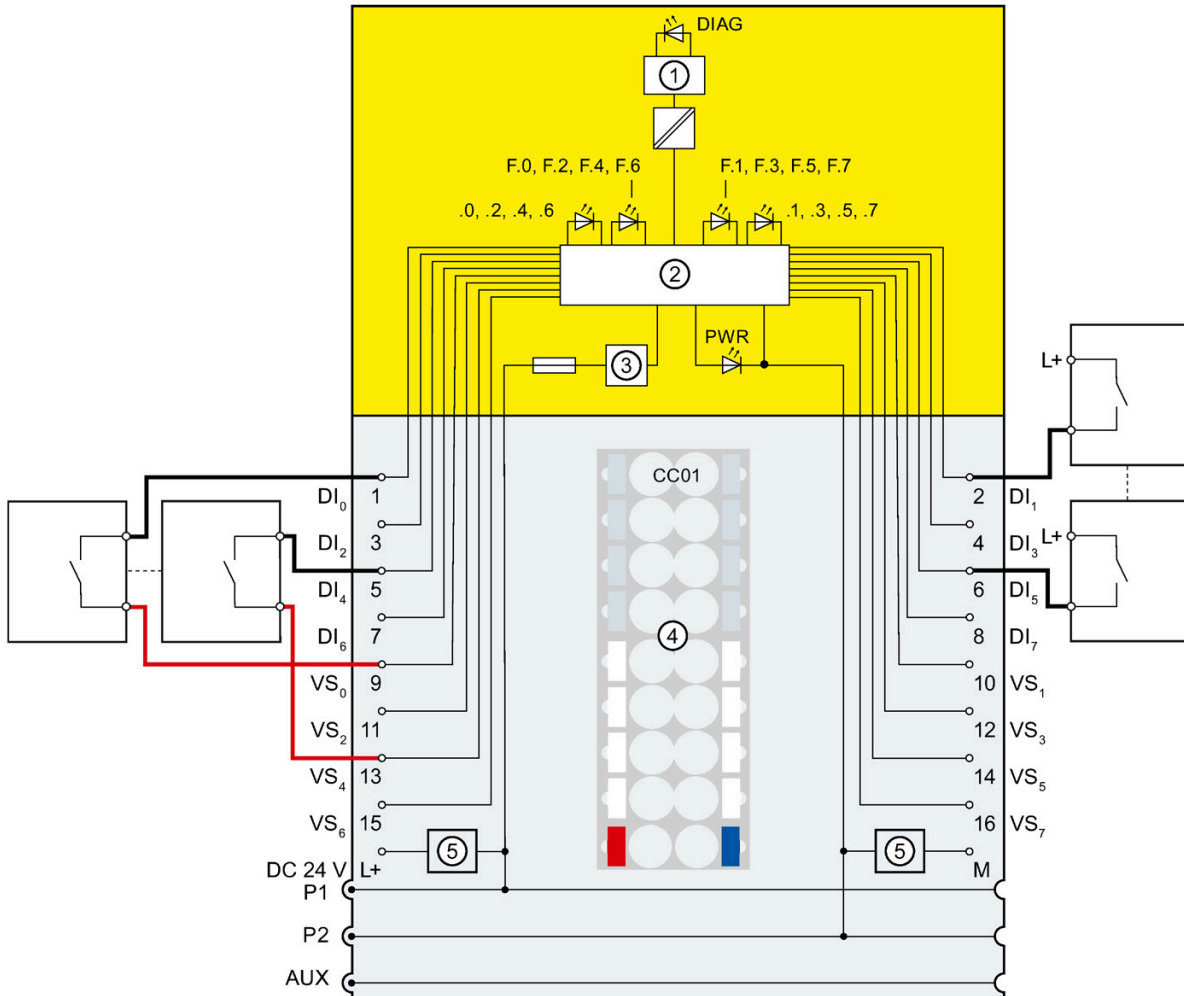 DIAG
1
F.0, F.2, F.4, F.6 F.1, F.3, F.5, F.7
.0, .2, .4, .6 .1, .3, .5, .7
2
PWR
3
L+
CC01
DI0 1 2 DI1
DI2 3 4 DI3
L+
DI4 5 6 DI5
DI6 7 8 DI7
4
VS0 9 10 VS1
VS2 11 12 VS3
VS4 13 14 VS5
VS6 15 16 VS7
5 5
DC 24 V L+ M
P1
P2
AUX